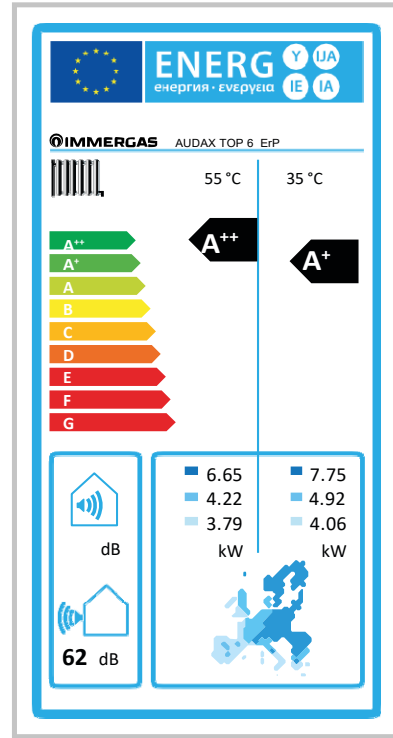 ENERG Y IJA
енергия · ενεργεια IE IA
IMMERGAS AUDAX TOP 6 ErP
55 °C 35 °C
A++ A+
A++
A+
A
B
C
D
E
F
G
6.65 7.75
4.22 4.92
3.79 4.06
dB kW kW
62 dB